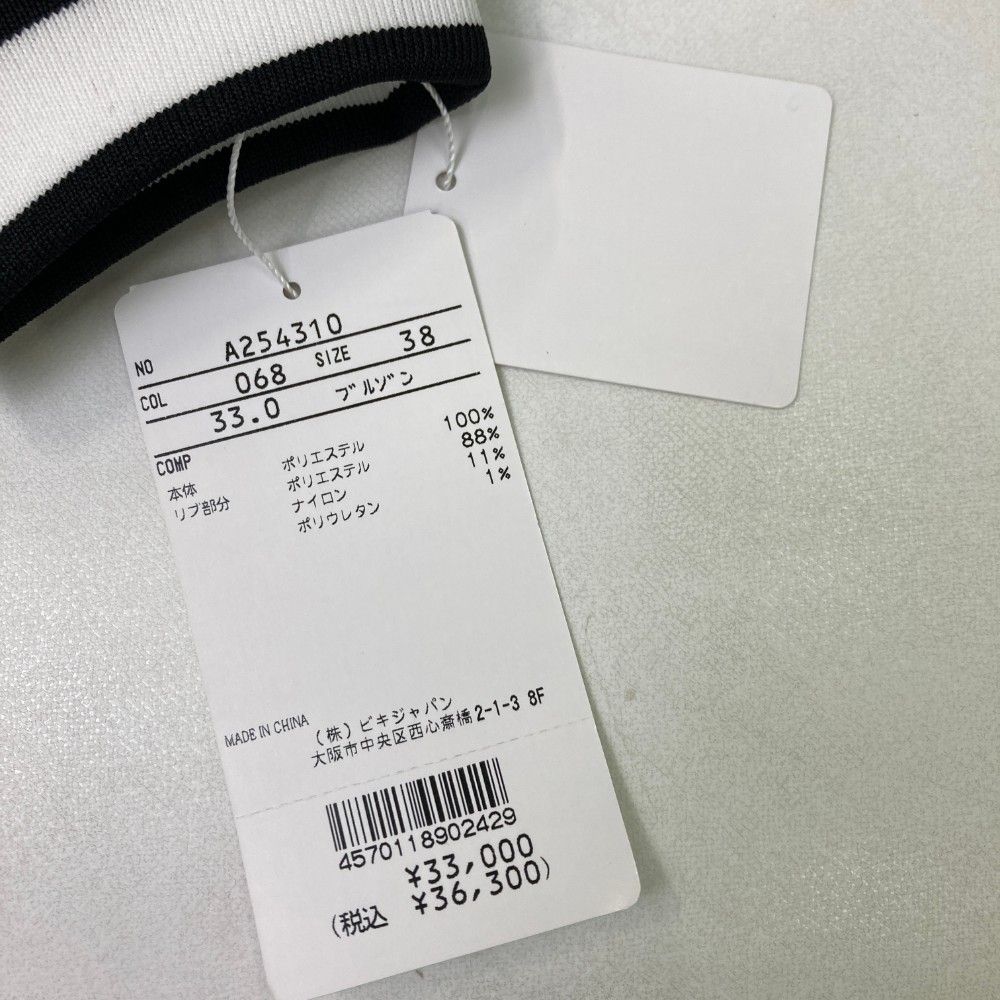 NO A254310
COL 068 SIZE 38
33.0 ブルゾン
COMP
本体 ポリエステル 100%
リブ部分 ポリエステル 88%
ナイロン 11%
ポリウレタン 1%
MADE IN CHINA (株)ビキジャパン
大阪市中央区西心斎橋2-1-3 8F
4570118902429
¥33,000
(税込 ¥36,300)